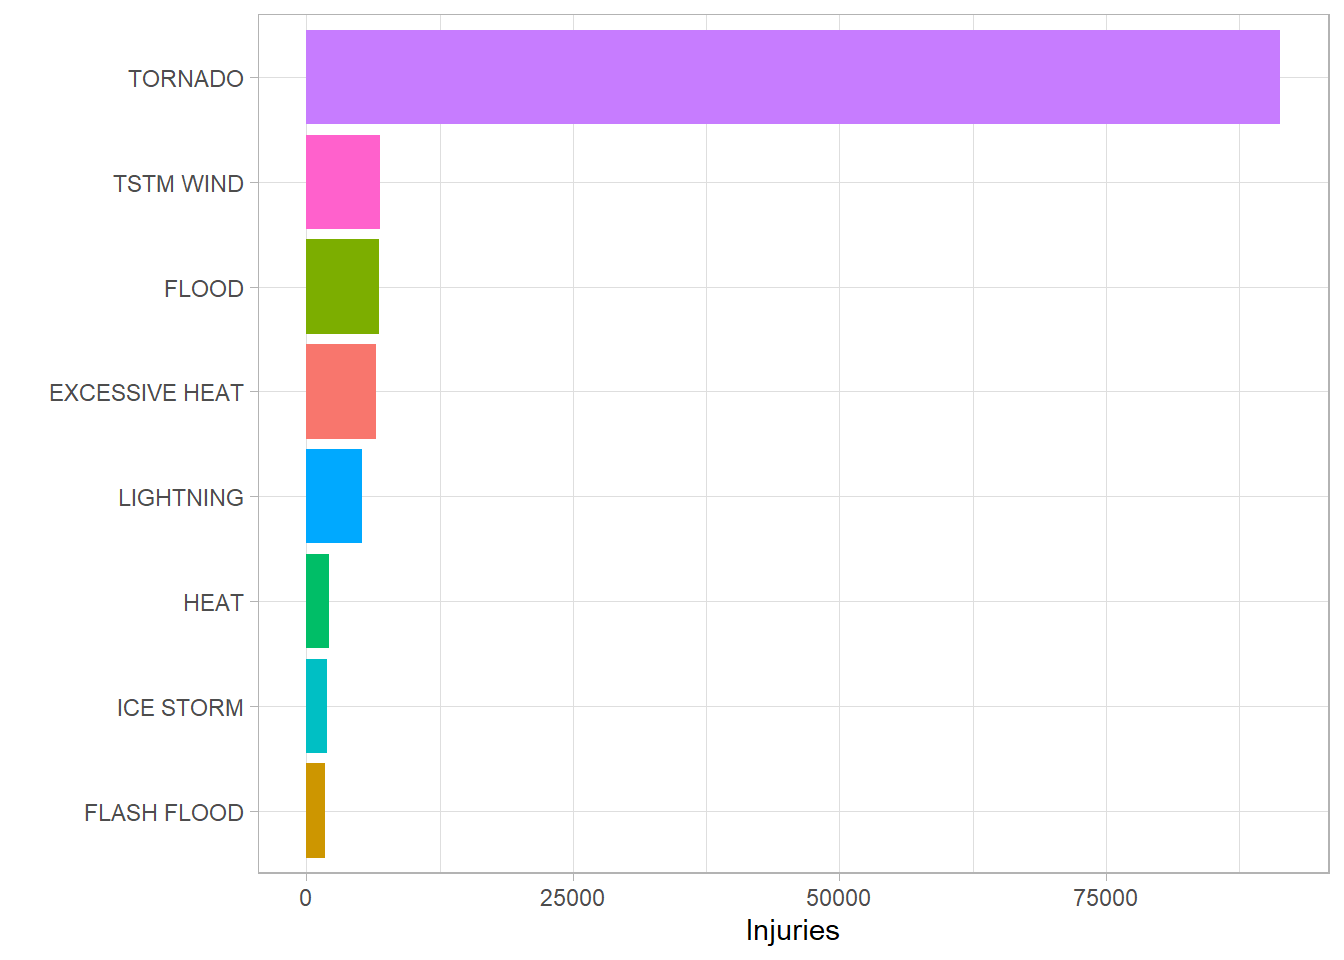 TORNADO
TSTM WIND
FLOOD
EXCESSIVE HEAT
LIGHTNING
HEAT
ICE STORM
FLASH FLOOD
0 25000 50000 75000
Injuries